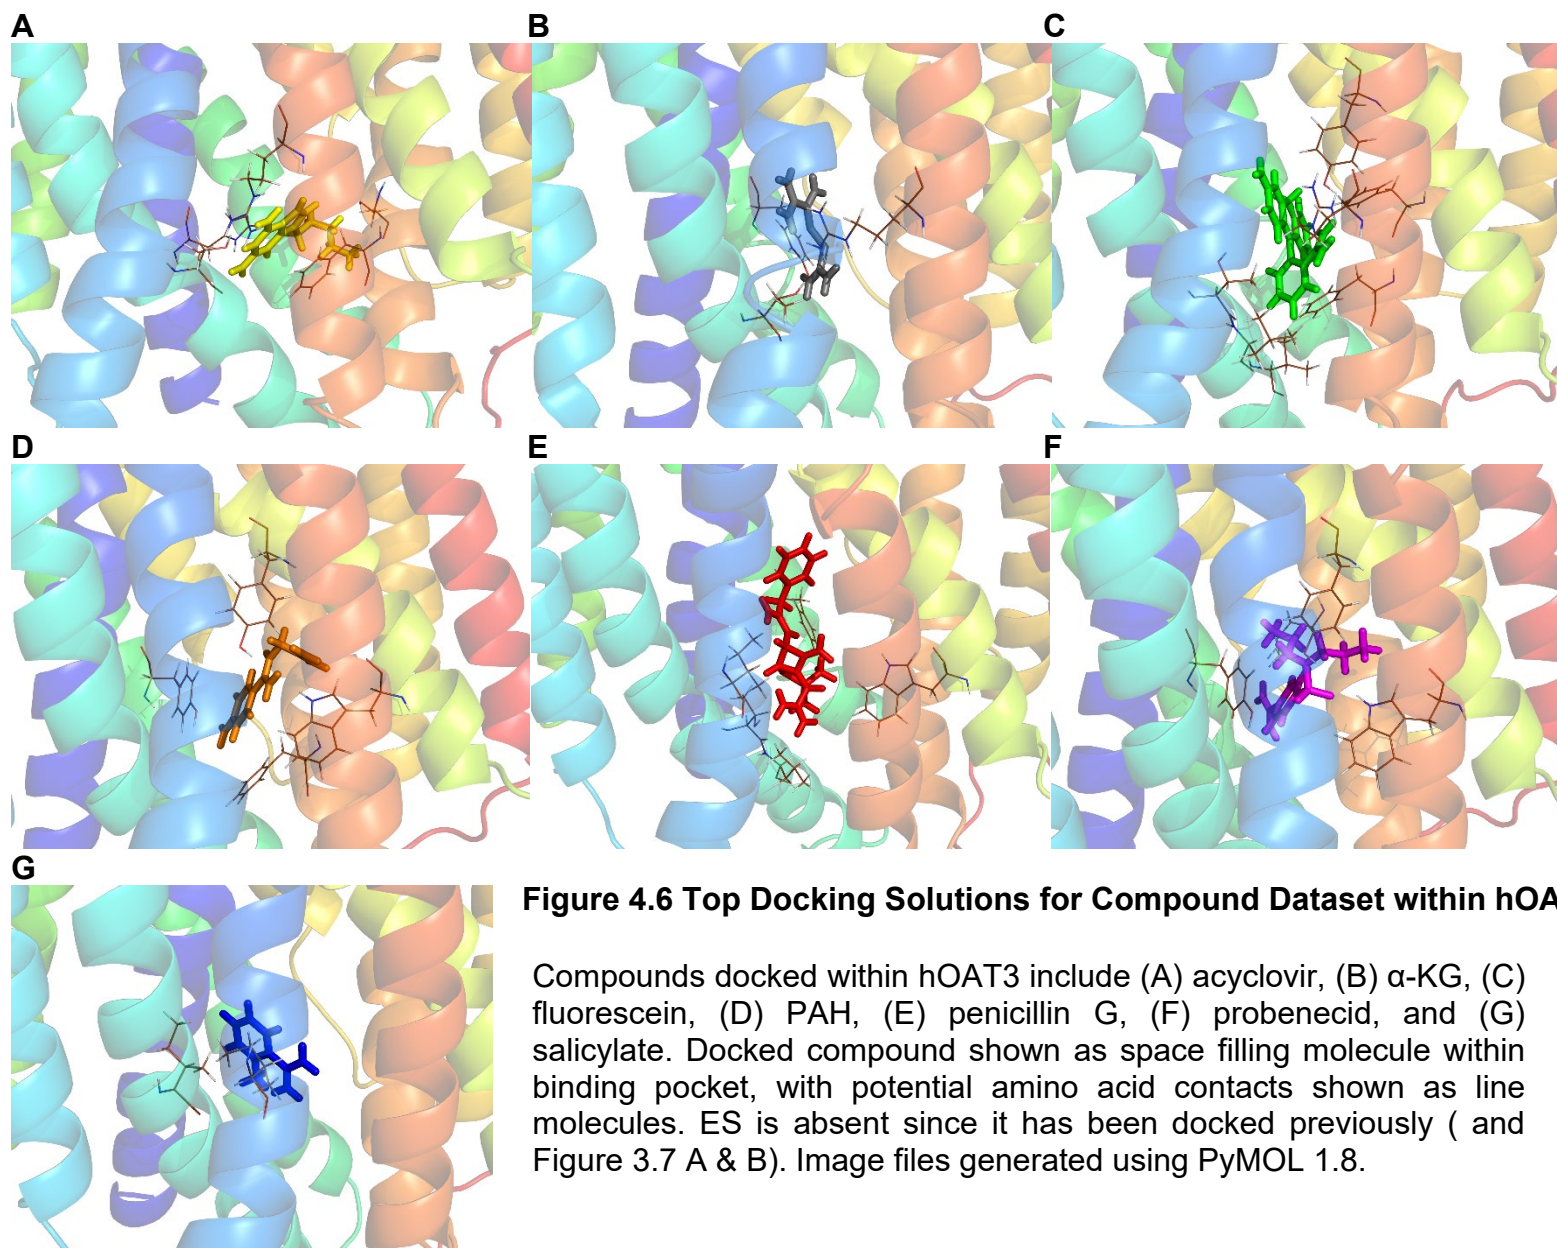 A
B
C
D
E
F
G
Figure 4.6 Top Docking Solutions for Compound Dataset within hOA
Compounds docked within hOAT3 include (A) acyclovir, (B) α-KG, (C)
fluorescein, (D) PAH, (E) penicillin G, (F) probenecid, and (G)
salicylate. Docked compound shown as space filling molecule within
binding pocket, with potential amino acid contacts shown as line
molecules. ES is absent since it has been docked previously ( and
Figure 3.7 A & B). Image files generated using PyMOL 1.8.